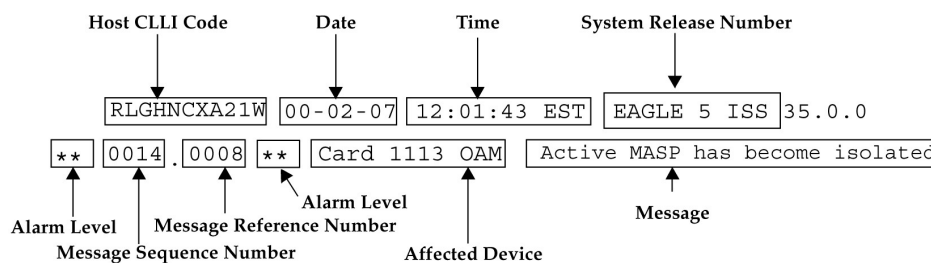 Host CLLI Code Date Time System Release Number
RLGHNCXA21W 00-02-07 12:01:43 EST EAGLE 5 ISS 35.0.0
** 0014.0008 ** Card 1113 OAM Active MASP has become isolated
Alarm Level Message Sequence Number Message Reference Number Alarm Level Affected Device Message